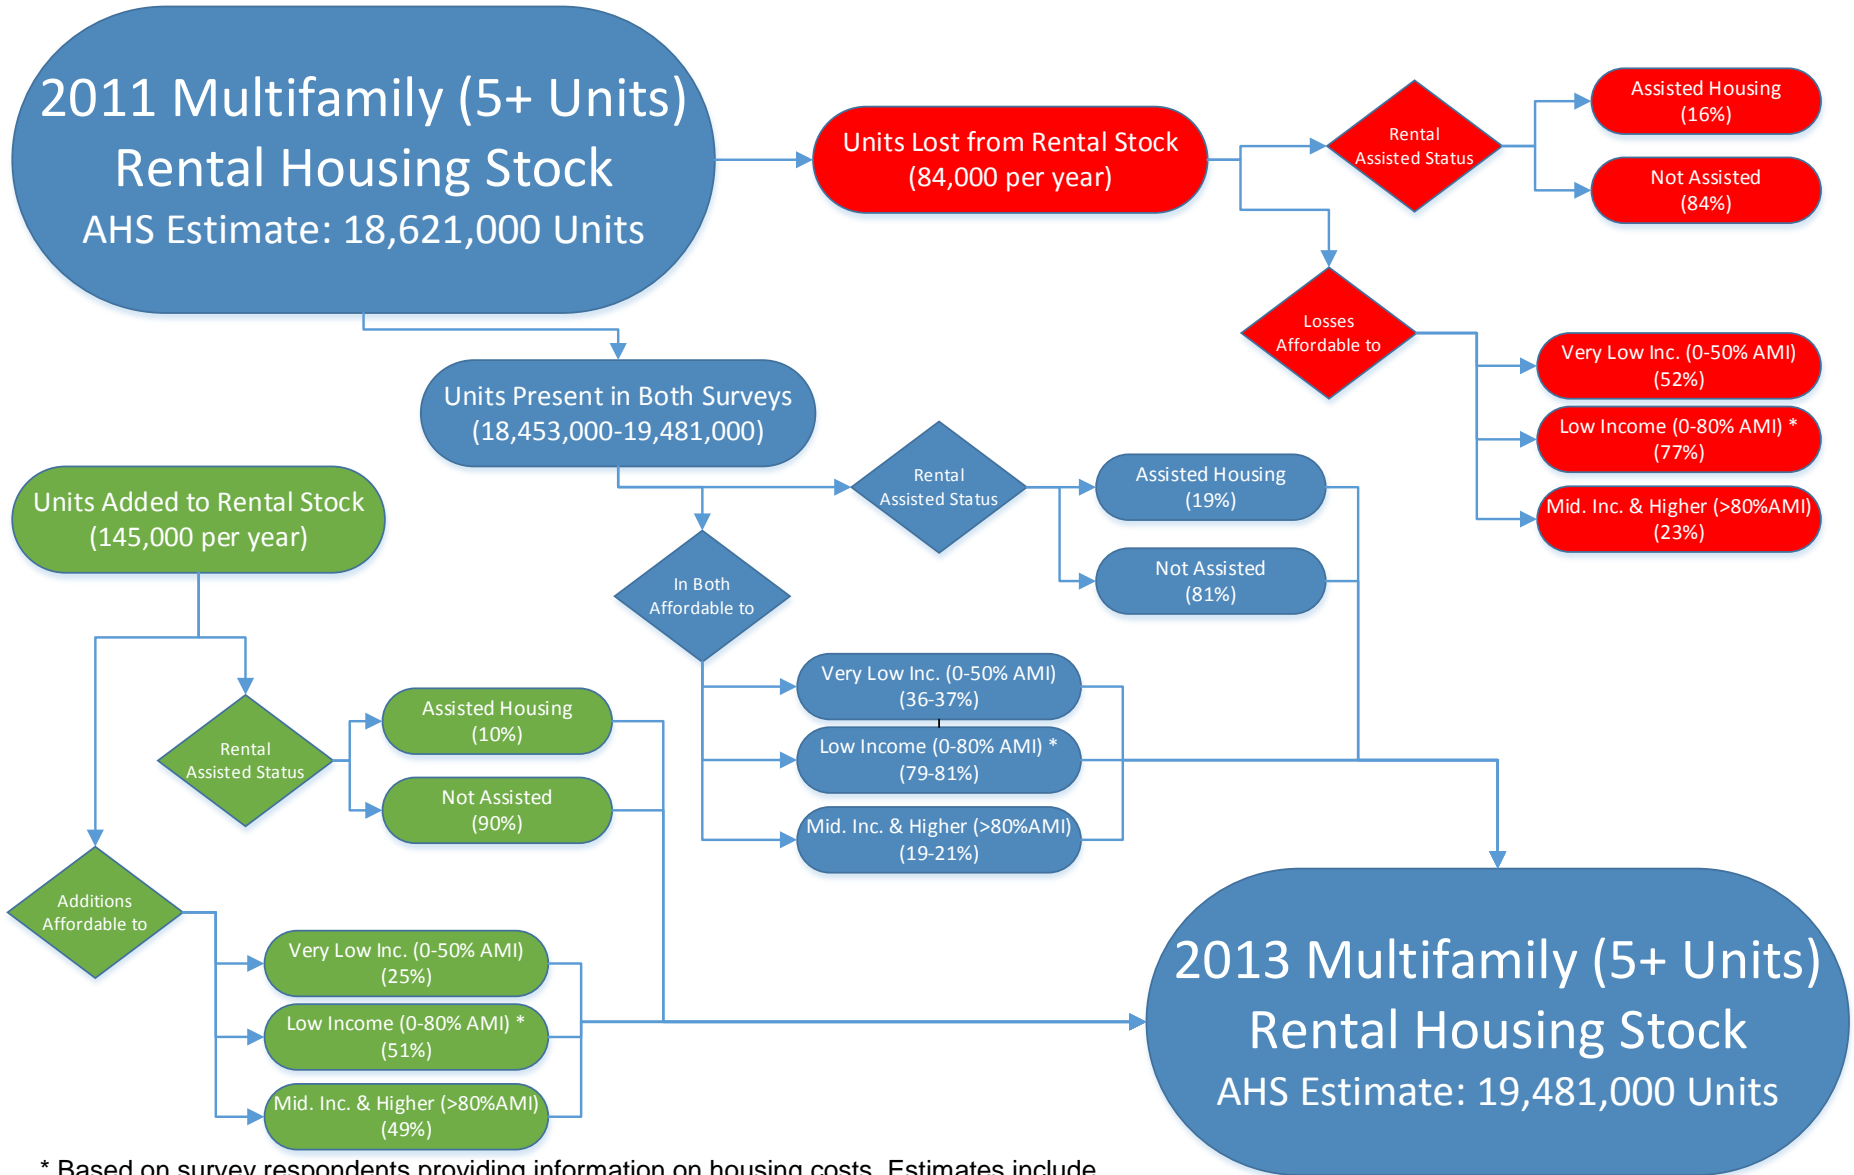 2011 Multifamily (5+ Units)
Rental Housing Stock
AHS Estimate: 18,621,000 Units
Units Lost from Rental Stock
(84,000 per year)
Rental
Assisted Status
Assisted Housing
(16%)
Not Assisted
(84%)
Losses
Affordable to
Very Low Inc. (0-50% AMI)
(52%)
Low Income (0-80% AMI) *
(77%)
Mid. Inc. & Higher (>80%AMI)
(23%)
Units Present in Both Surveys
(18,453,000-19,481,000)
Rental
Assisted Status
Assisted Housing
(19%)
Not Assisted
(81%)
In Both
Affordable to
Very Low Inc. (0-50% AMI)
(36-37%)
Low Income (0-80% AMI) *
(79-81%)
Mid. Inc. & Higher (>80%AMI)
(19-21%)
Units Added to Rental Stock
(145,000 per year)
Rental
Assisted Status
Assisted Housing
(10%)
Not Assisted
(90%)
Additions
Affordable to
Very Low Inc. (0-50% AMI)
(25%)
Low Income (0-80% AMI) *
(51%)
Mid. Inc. & Higher (>80%AMI)
(49%)
2013 Multifamily (5+ Units)
Rental Housing Stock
AHS Estimate: 19,481,000 Units
* Based on survey respondents providing information on housing costs. Estimates include